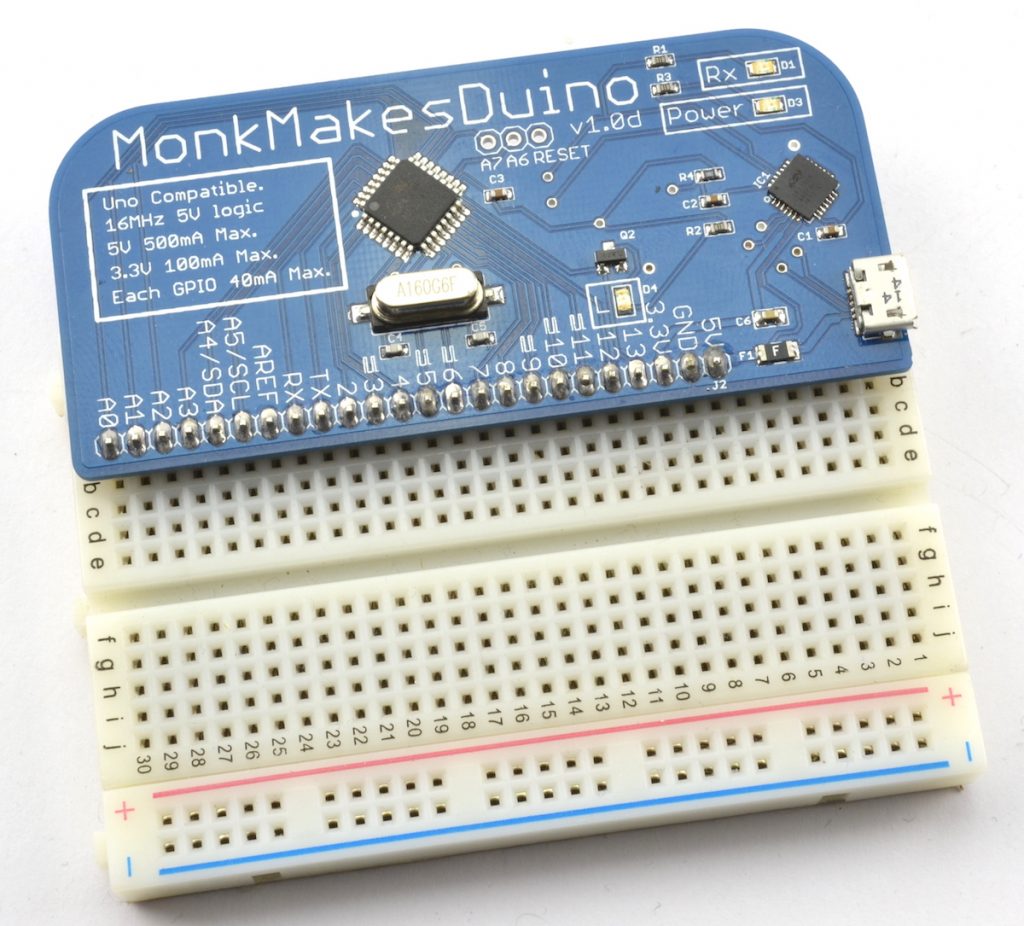 MonkMakesDuino
v1.0d
R1
R3
Rx
D1
Power
D3
A7 A6 RESET
Uno Compatible.
16MHz 5V logic
5V 500mA Max.
3.3V 100mA Max.
Each GPIO 40mA Max.
C3
R4
C2
R2
IC1
C1
Q2
A160G6F
C4
C5
L
D4
C6
F1
F
414
J2
A0
A1
A2
A3
A4/SDA
A5/SCL
AREF
RX
TX
2
3
4
5
6
7
8
9
10
11
12
13
3.3V
GND
5V
b
c
d
e
b
c
d
e
f
g
h
i
j
f
g
h
i
j
30 29 28 27 26 25 24 23 22 21 20 19 18 17 16 15 14 13 12 11 10 9 8 7 6 5 4 3 2 1
+
+
-
-